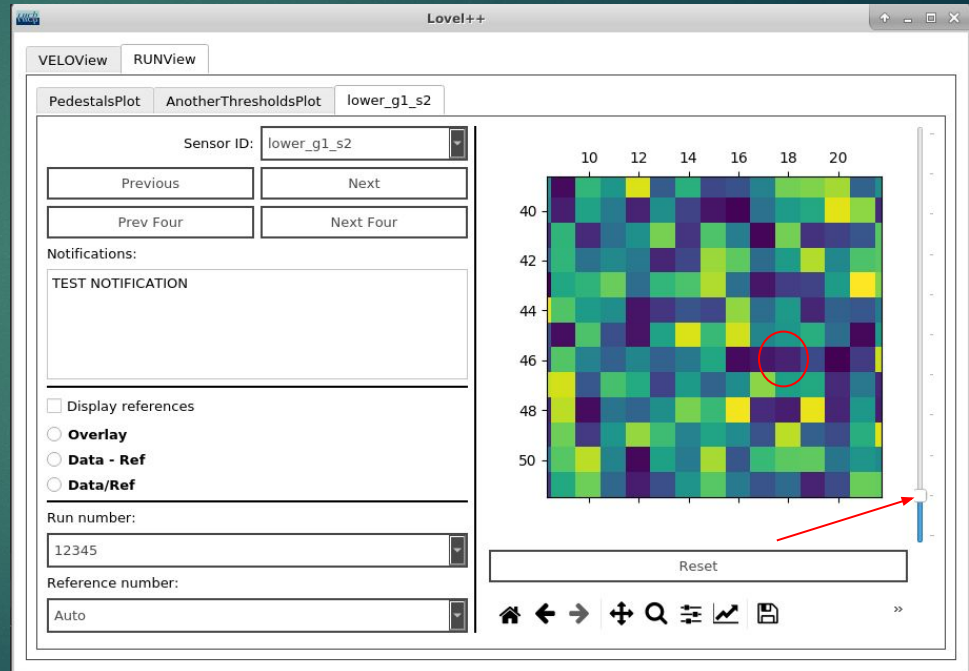 Lovel++
VELOView RUNView
PedestalsPlot AnotherThresholdsPlot lower_g1_s2
Sensor ID: lower_g1_s2
Previous Next
Prev Four Next Four
Notifications:
TEST NOTIFICATION
Display references
Overlay
Data - Ref
Data/Ref
Run number:
12345
Reference number:
Auto
10 12 14 16 18 20
40
42
44
46
48
50
Reset
»